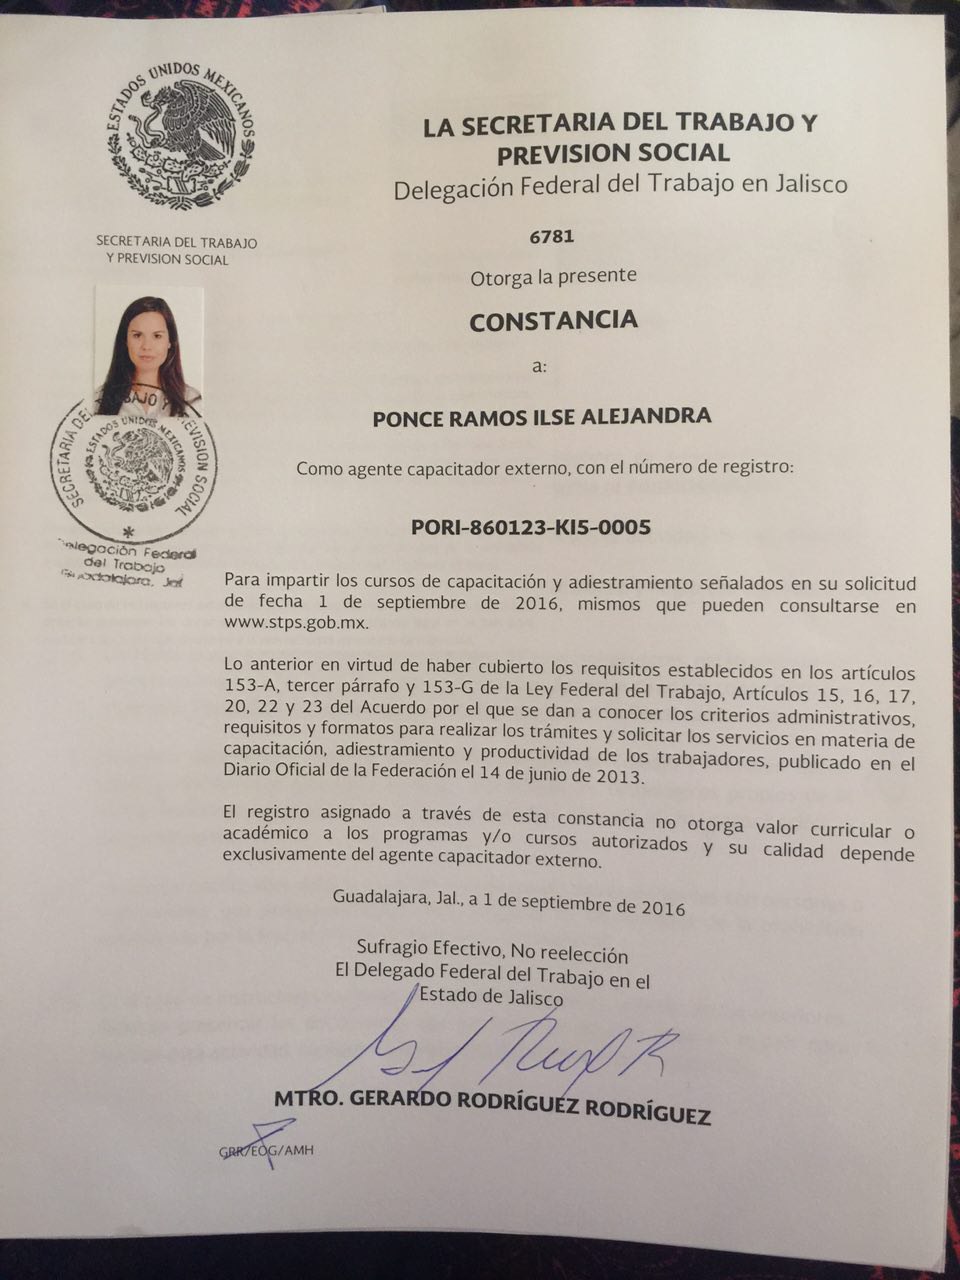 ESTADOS UNIDOS MEXICANOS
SECRETARIA DEL TRABAJO
Y PREVISION SOCIAL
LA SECRETARIA DEL TRABAJO Y
PREVISION SOCIAL
Delegación Federal del Trabajo en Jalisco
6781
Otorga la presente
CONSTANCIA
a:
PONCE RAMOS ILSE ALEJANDRA
Como agente capacitador externo, con el número de registro:
PORI-860123-KI5-0005
SECRETARIA DEL TRABAJO Y PREVISION SOCIAL
ESTADOS UNIDOS MEXICANOS
Delegación Federal
del Trabajo
Guadalajara, Jal
Para impartir los cursos de capacitación y adiestramiento señalados en su solicitud
de fecha 1 de septiembre de 2016, mismos que pueden consultarse en
www.stps.gob.mx.
Lo anterior en virtud de haber cubierto los requisitos establecidos en los artículos
153-A, tercer párrafo y 153-G de la Ley Federal del Trabajo, Artículos 15, 16, 17,
20, 22 y 23 del Acuerdo por el que se dan a conocer los criterios administrativos,
requisitos y formatos para realizar los trámites y solicitar los servicios en materia de
capacitación, adiestramiento y productividad de los trabajadores, publicado en el
Diario Oficial de la Federación el 14 de junio de 2013.
El registro asignado a través de esta constancia no otorga valor curricular o
académico a los programas y/o cursos autorizados y su calidad depende
exclusivamente del agente capacitador externo.
Guadalajara, Jal., a 1 de septiembre de 2016
Sufragio Efectivo, No reelección
El Delegado Federal del Trabajo en el
Estado de Jalisco
MTRO. GERARDO RODRÍGUEZ RODRÍGUEZ
GRR/EOG/AMH